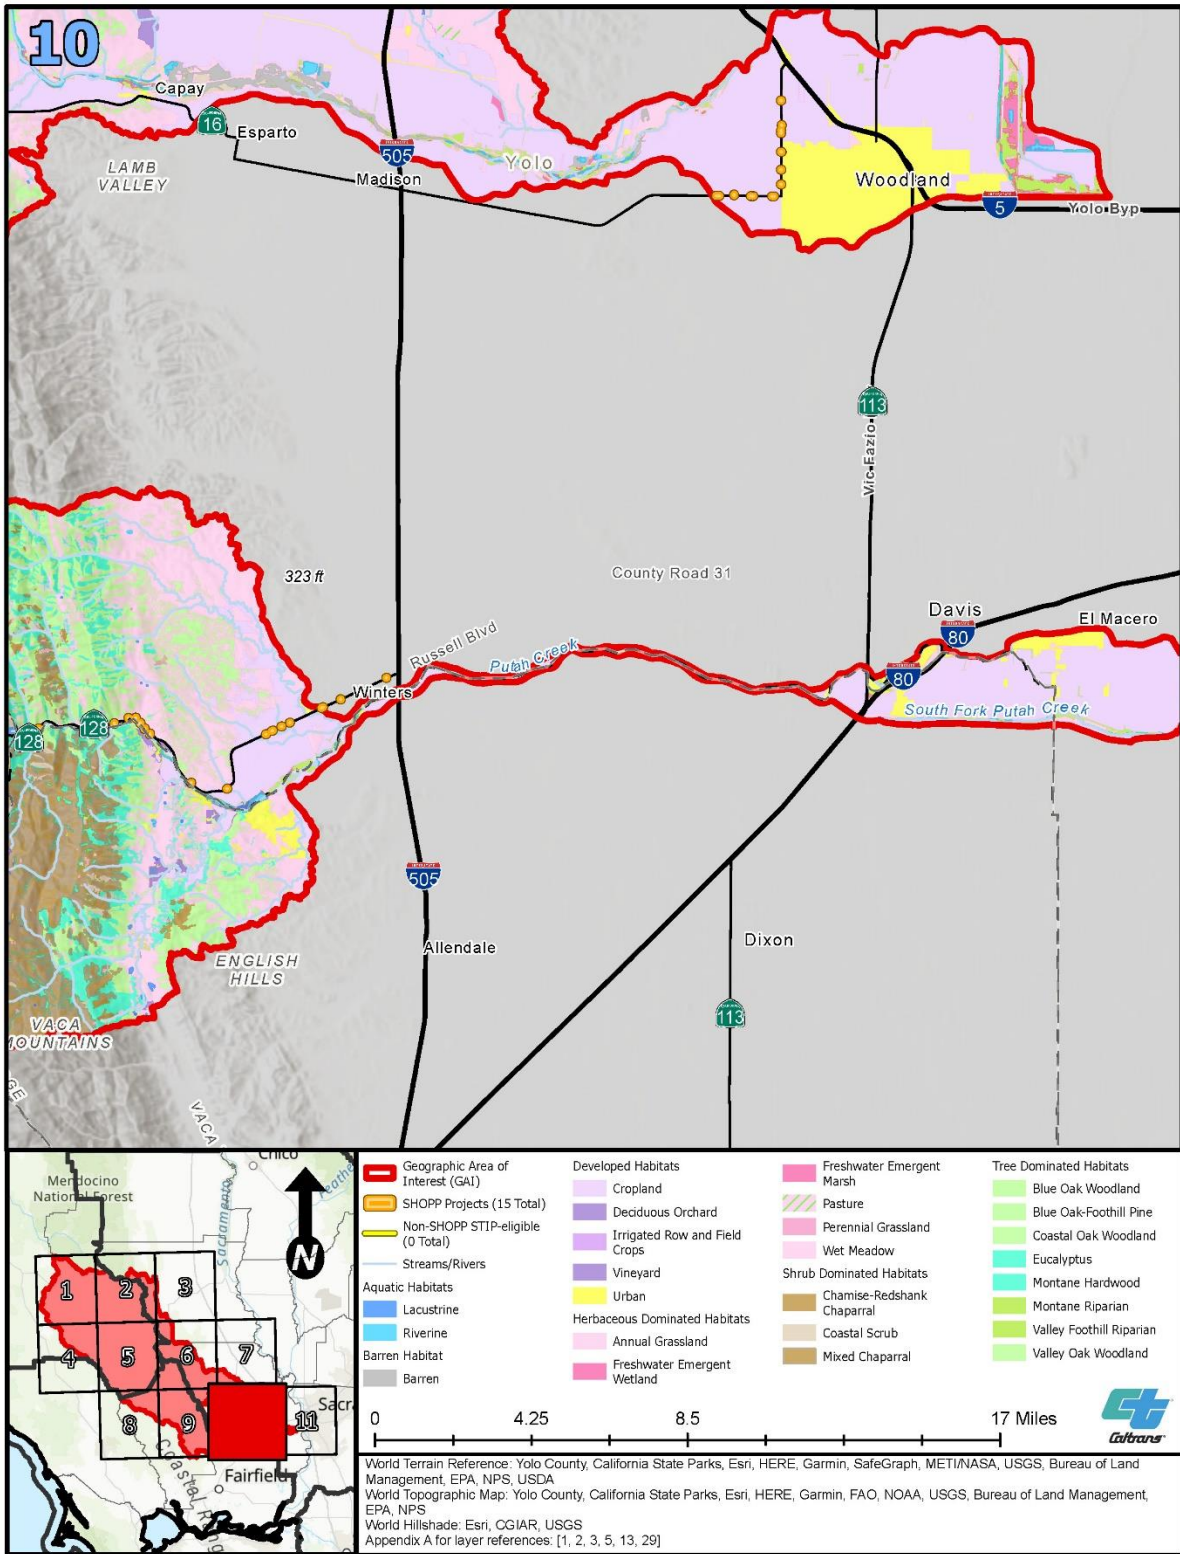 10
Capay
16
Esparto
LAMB
VALLEY
505
Madison
Yolo
Woodland
5
Yolo Byp
113
Vic Fazio
323 ft
County Road 31
Davis
El Macero
80
80
Russell Blvd
Putah Creek
Winters
South Fork Putah Creek
128
128
505
Allendale
Dixon
113
ENGLISH
HILLS
VACA
MOUNTAINS
GE
VACA
Chico
Mendocino
National Forest
Sacramento
Feathe
N
1
2
3
4
5
6
7
8
9
11
Sacra
Fairfield
Coastal Rang
Geographic Area of
Interest (GAI)
SHOPP Projects (15 Total)
Non-SHOPP STIP-eligible
(0 Total)
Streams/Rivers
Aquatic Habitats
Lacustrine
Riverine
Barren Habitat
Barren
Developed Habitats
Cropland
Deciduous Orchard
Irrigated Row and Field
Crops
Vineyard
Urban
Herbaceous Dominated Habitats
Annual Grassland
Freshwater Emergent
Wetland
Freshwater Emergent
Marsh
Pasture
Perennial Grassland
Wet Meadow
Shrub Dominated Habitats
Chamise-Redshank
Chaparral
Coastal Scrub
Mixed Chaparral
Tree Dominated Habitats
Blue Oak Woodland
Blue Oak-Foothill Pine
Coastal Oak Woodland
Eucalyptus
Montane Hardwood
Montane Riparian
Valley Foothill Riparian
Valley Oak Woodland
0 4.25 8.5 17 Miles
Caltrans
World Terrain Reference: Yolo County, California State Parks, Esri, HERE, Garmin, SafeGraph, METI/NASA, USGS, Bureau of Land
Management, EPA, NPS, USDA
World Topographic Map: Yolo County, California State Parks, Esri, HERE, Garmin, FAO, NOAA, USGS, Bureau of Land Management,
EPA, NPS
World Hillshade: Esri, CGIAR, USGS
Appendix A for layer references: [1, 2, 3, 5, 13, 29]